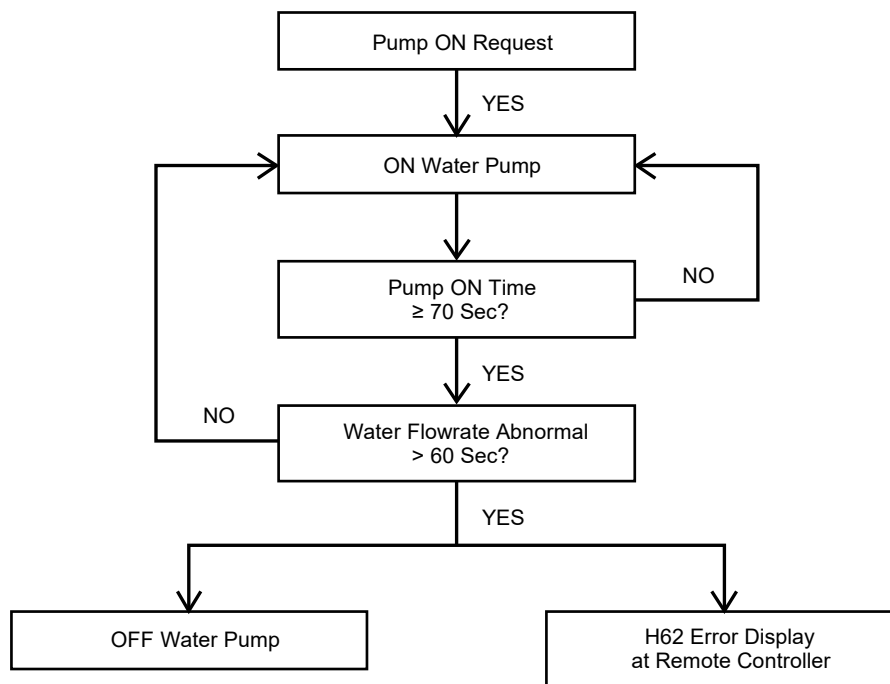 Pump ON Request
YES
ON Water Pump
Pump ON Time
≥ 70 Sec?
NO
YES
NO
Water Flowrate Abnormal
> 60 Sec?
YES
OFF Water Pump
H62 Error Display
at Remote Controller